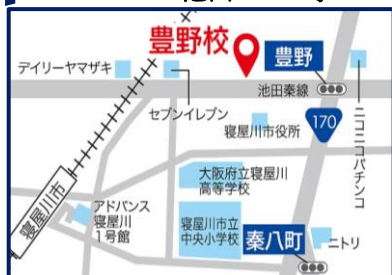 豊野校
豊野
デイリーヤマザキ
セブンイレブン
池田秦線
ニコニコパチンコ
寝屋川市役所
170
大阪府立寝屋川
高等学校
寝屋川市
アドバンス
寝屋川
1号館
寝屋川市立
中央小学校
秦八町
ニトリ